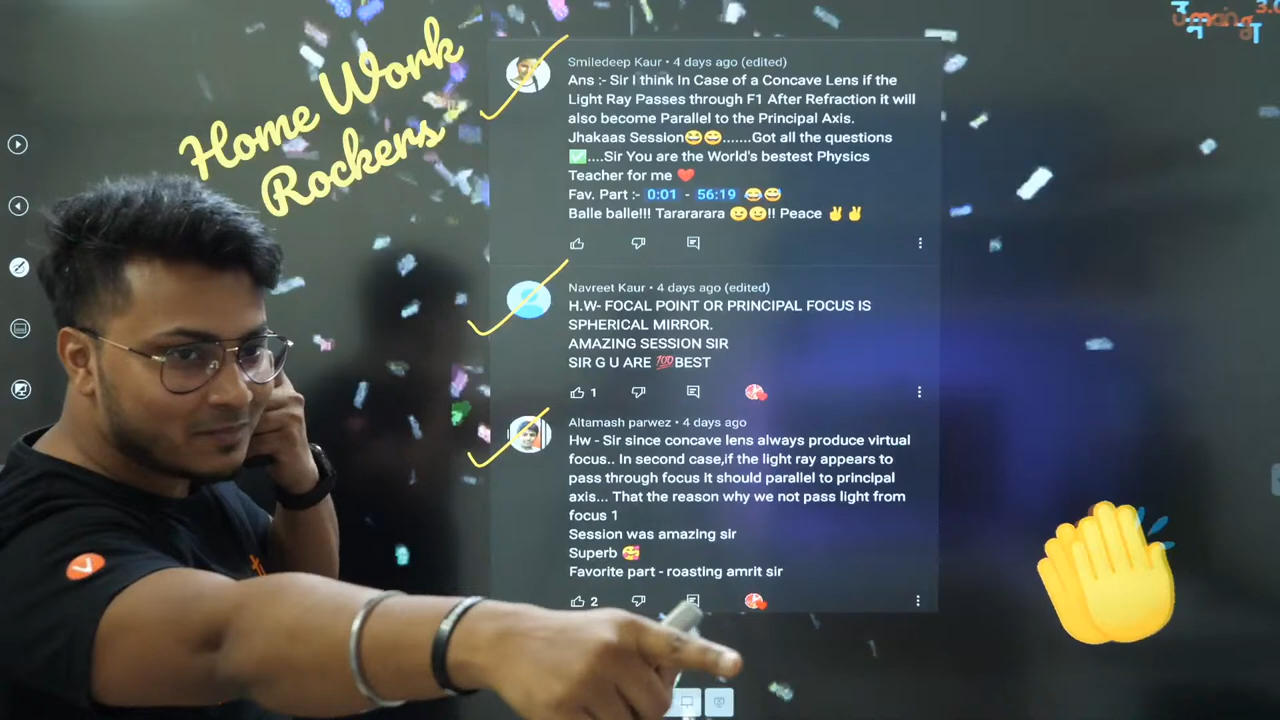 उmaंग 3.0
Home Work
Rockers
Smiledeep Kaur • 4 days ago (edited)
Ans :- Sir I think In Case of a Concave Lens if the
Light Ray Passes through F1 After Refraction it will
also become Parallel to the Principal Axis.
Jhakaas Session😂😂.......Got all the questions
✅....Sir You are the World's bestest Physics
Teacher for me ❤️
Fav. Part :- 0:01 - 56:19 😂😅
Balle balle!!! Tarararara 😉😉!! Peace ✌️✌️
Navreet Kaur • 4 days ago (edited)
H.W- FOCAL POINT OR PRINCIPAL FOCUS IS
SPHERICAL MIRROR.
AMAZING SESSION SIR
SIR G U ARE 💯BEST
1
Altamash parwez • 4 days ago
Hw - Sir since concave lens always produce virtual
focus.. In second case,if the light ray appears to
pass through focus It should parallel to principal
axis... That the reason why we not pass light from
focus 1
Session was amazing sir
Superb 🥰
Favorite part - roasting amrit sir
2